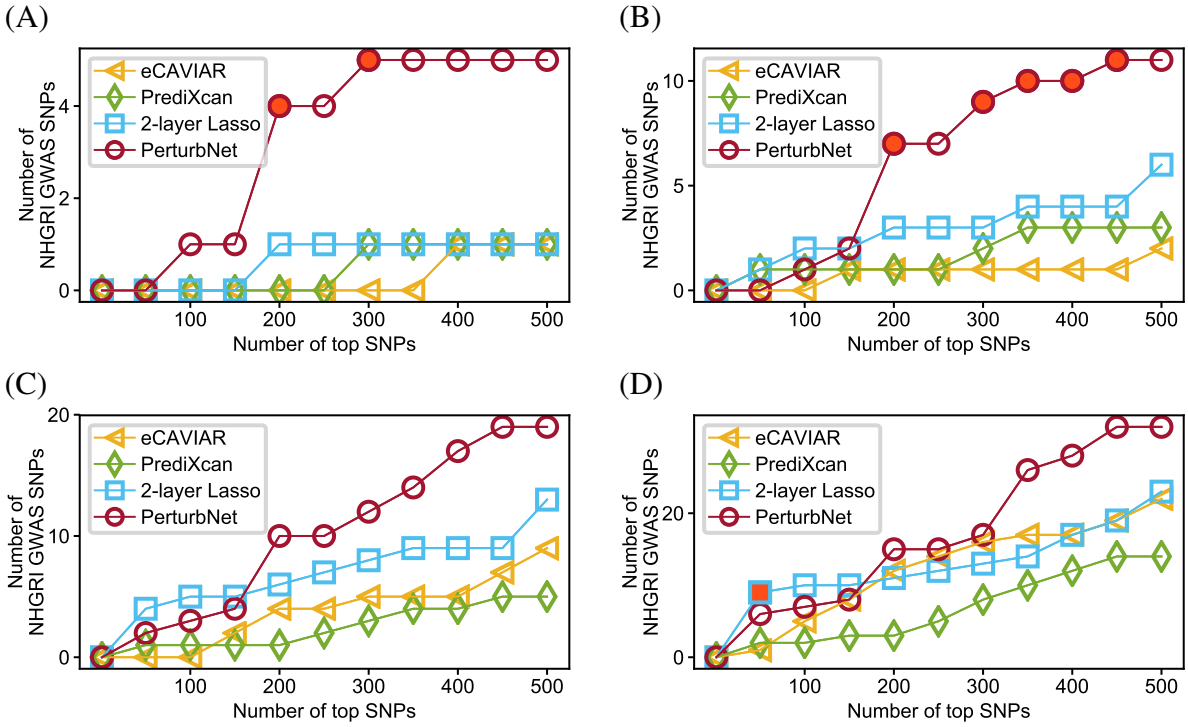 (A)
eCAVIAR
PrediXcan
2-layer Lasso
PerturbNet
Number of
NHGRI GWAS SNPs
4
2
0
100 200 300 400 500
Number of top SNPs
(B)
eCAVIAR
PrediXcan
2-layer Lasso
PerturbNet
Number of
NHGRI GWAS SNPs
10
5
0
100 200 300 400 500
Number of top SNPs
(C)
eCAVIAR
PrediXcan
2-layer Lasso
PerturbNet
Number of
NHGRI GWAS SNPs
20
10
0
100 200 300 400 500
Number of top SNPs
(D)
eCAVIAR
PrediXcan
2-layer Lasso
PerturbNet
Number of
NHGRI GWAS SNPs
20
0
100 200 300 400 500
Number of top SNPs